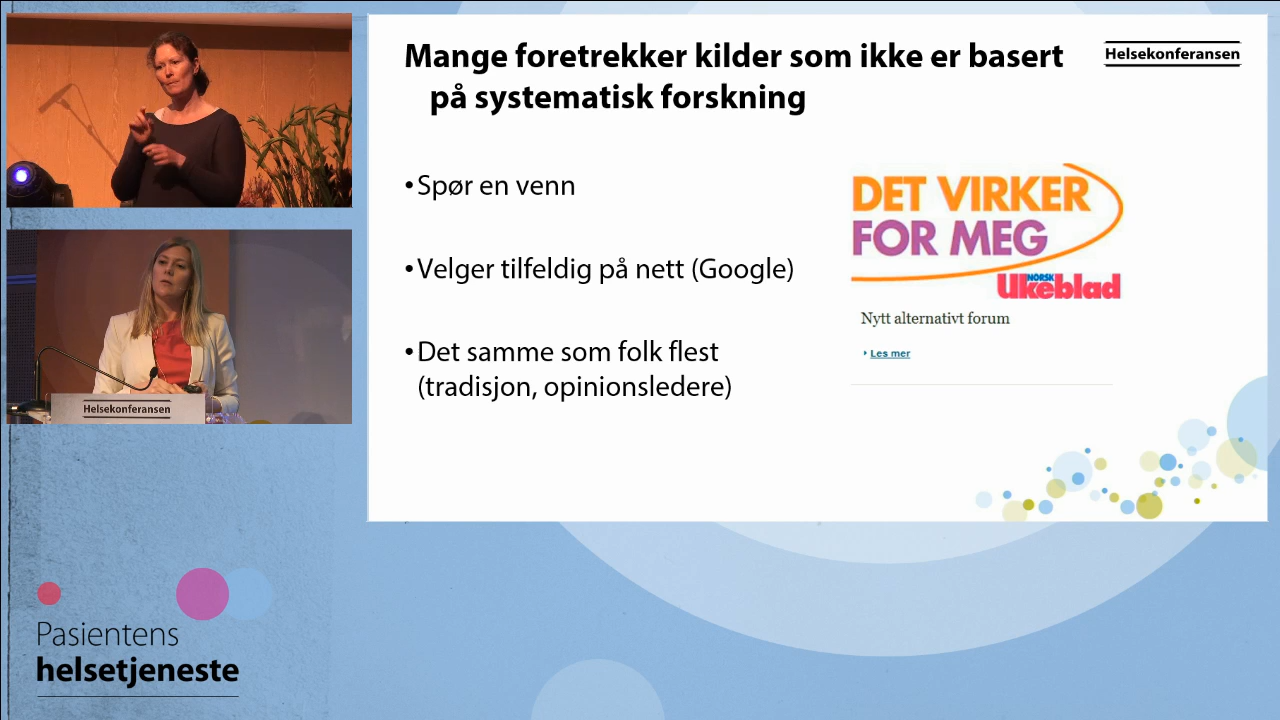 Mange foretrekker kilder som ikke er basert
på systematisk forskning
Helsekonferansen
•Spør en venn
•Velger tilfeldig på nett (Google)
•Det samme som folk flest
(tradisjon, opinionsledere)
DET VIRKER
FOR MEG
NORSK
Ukeblad
Nytt alternativt forum
Les mer
Helsekonferansen
Pasientens
helsetjeneste